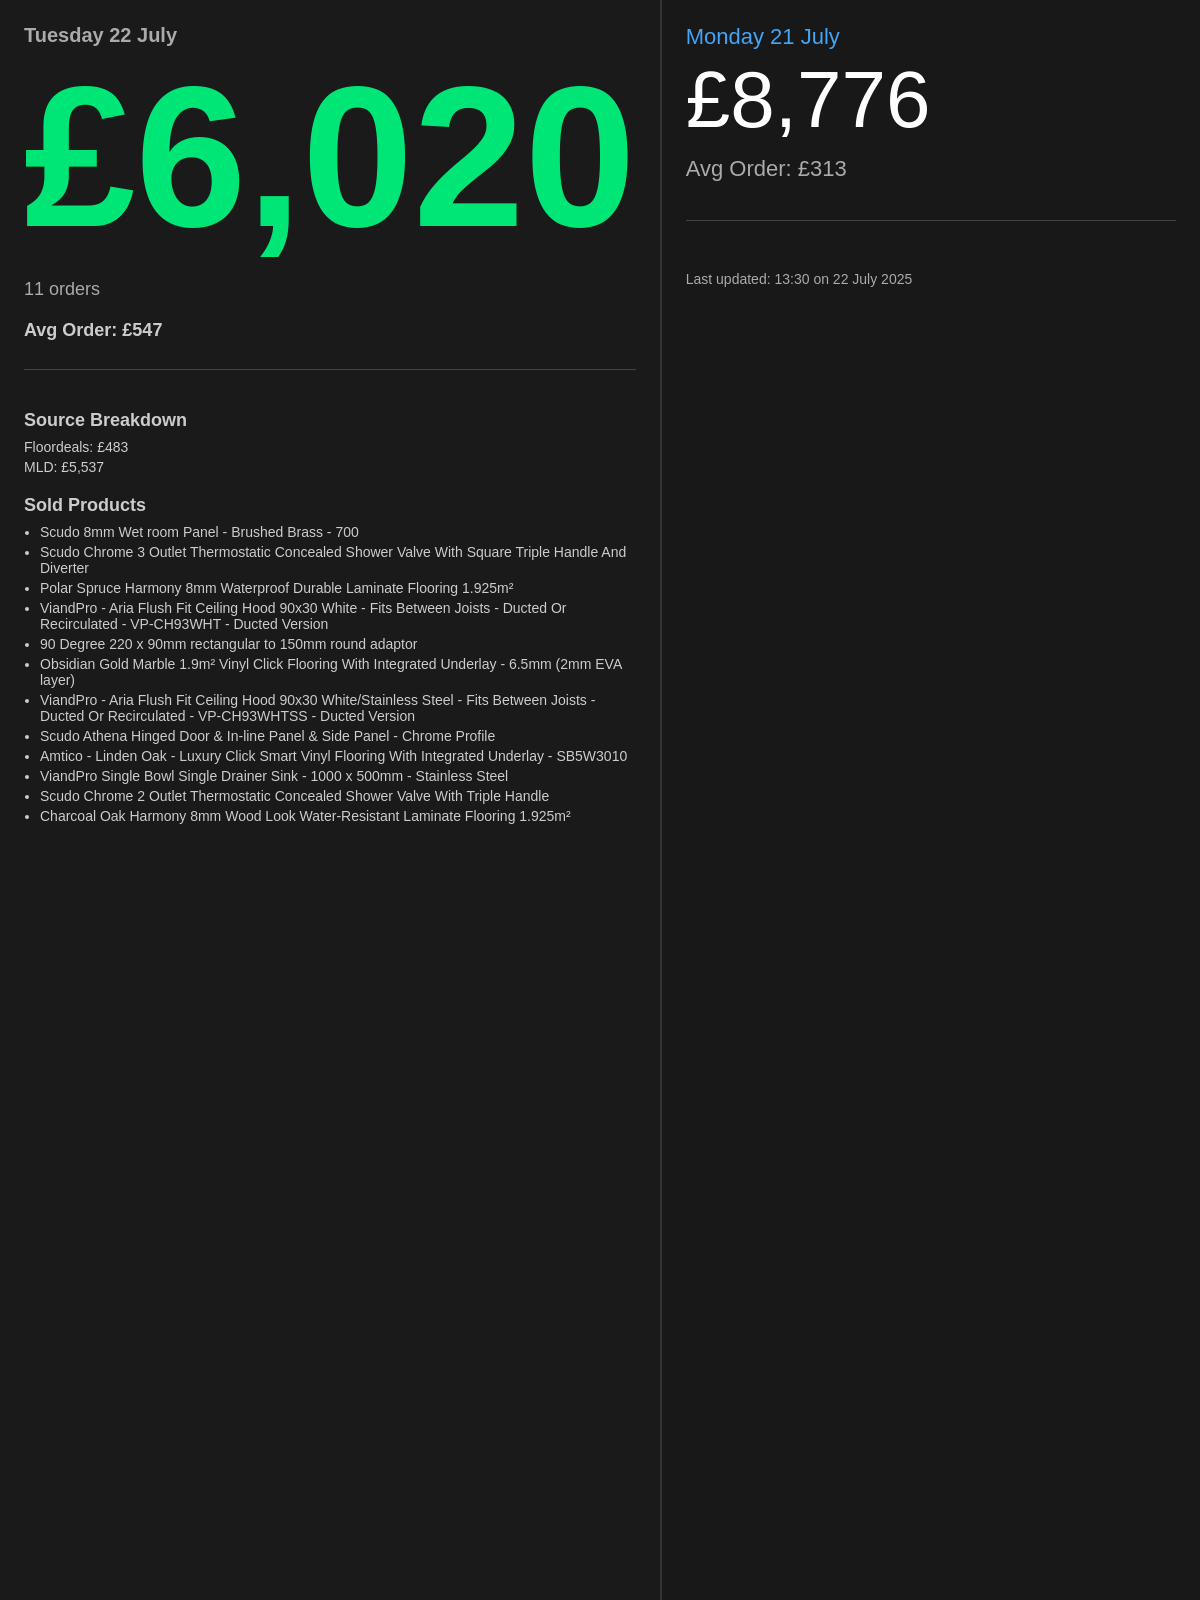 Tuesday 22 July
£6,020
11 orders
Avg Order: £547
Source Breakdown
Floordeals: £483
MLD: £5,537
Sold Products
• Scudo 8mm Wet room Panel - Brushed Brass - 700
• Scudo Chrome 3 Outlet Thermostatic Concealed Shower Valve With Square Triple Handle And
Diverter
• Polar Spruce Harmony 8mm Waterproof Durable Laminate Flooring 1.925m²
• ViandPro - Aria Flush Fit Ceiling Hood 90x30 White - Fits Between Joists - Ducted Or
Recirculated - VP-CH93WHT - Ducted Version
• 90 Degree 220 x 90mm rectangular to 150mm round adaptor
• Obsidian Gold Marble 1.9m² Vinyl Click Flooring With Integrated Underlay - 6.5mm (2mm EVA
layer)
• ViandPro - Aria Flush Fit Ceiling Hood 90x30 White/Stainless Steel - Fits Between Joists -
Ducted Or Recirculated - VP-CH93WHTSS - Ducted Version
• Scudo Athena Hinged Door & In-line Panel & Side Panel - Chrome Profile
• Amtico - Linden Oak - Luxury Click Smart Vinyl Flooring With Integrated Underlay - SB5W3010
• ViandPro Single Bowl Single Drainer Sink - 1000 x 500mm - Stainless Steel
• Scudo Chrome 2 Outlet Thermostatic Concealed Shower Valve With Triple Handle
• Charcoal Oak Harmony 8mm Wood Look Water-Resistant Laminate Flooring 1.925m²
Monday 21 July
£8,776
Avg Order: £313
Last updated: 13:30 on 22 July 2025